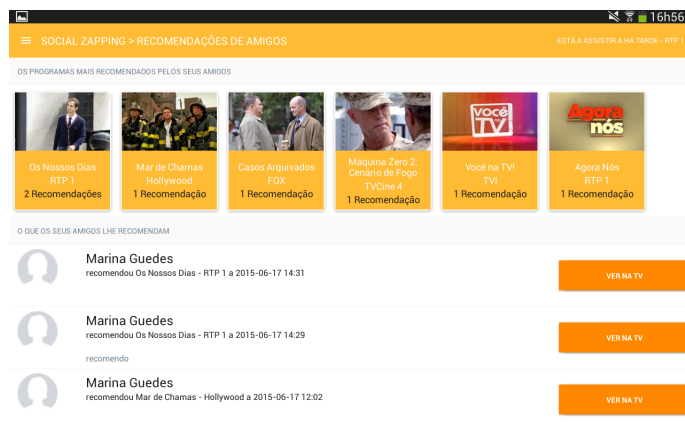 16h56
SOCIAL ZAPPING > RECOMENDAÇÕES DE AMIGOS
ESTÁ A ASSISTIR A HÁ TARDE - RTP 1
OS PROGRAMAS MAIS RECOMENDADOS PELOS SEUS AMIGOS
Você
na
TV!
Agora
nós
Os Nossos Dias
RTP 1
2 Recomendações
Mar de Chamas
Hollywood
1 Recomendação
Casos Arquivados
FOX
1 Recomendação
Máquina Zero 2:
Cenário de Fogo
TVCine 4
1 Recomendação
Você na TV!
TVI
1 Recomendação
Agora Nós
RTP 1
1 Recomendação
O QUE OS SEUS AMIGOS LHE RECOMENDAM
Marina Guedes
recomendou Os Nossos Dias - RTP 1 a 2015-06-17 14:31
VER NA TV
Marina Guedes
recomendou Os Nossos Dias - RTP 1 a 2015-06-17 14:29
recomendo
VER NA TV
Marina Guedes
recomendou Mar de Chamas - Hollywood a 2015-06-17 12:02
VER NA TV